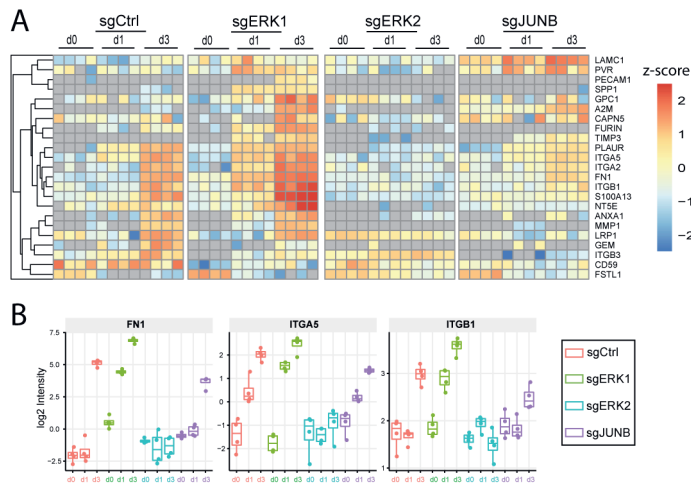 A
sgCtrl sgERK1 sgERK2 sgJUNB
d0 d1 d3 d0 d1 d3 d0 d1 d3 d0 d1 d3
LAMC1
PVR
PECAM1
SPP1
GPC1
A2M
CAPN5
FURIN
TIMP3
PLAUR
ITGA5
ITGA2
FN1
ITGB1
S100A13
NT5E
ANXA1
MMP1
LRP1
GEM
ITGB3
CD59
FSTL1
z-score
2
1
0
-1
-2
B
FN1 ITGA5 ITGB1
log2 Intensity
7.5
5.0
2.5
0.0
−2.5
d0 d1 d3 d0 d1 d3 d0 d1 d3 d0 d1 d3
2
1
0
−1
−2
d0 d1 d3 d0 d1 d3 d0 d1 d3 d0 d1 d3
3
2
1
d0 d1 d3 d0 d1 d3 d0 d1 d3 d0 d1 d3
sgCtrl
sgERK1
sgERK2
sgJUNB